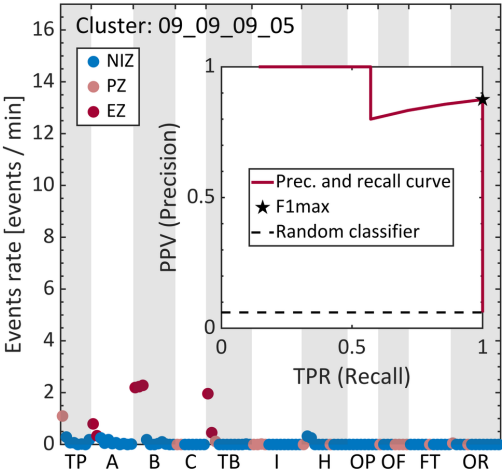 Cluster: 09_09_09_05
NIZ
PZ
EZ
Events rate [events / min]
16
14
12
10
8
6
4
2
0
TP A B C TB I H OP OF FT OR
PPV (Precision)
1
0.5
0
Prec. and recall curve
F1max
Random classifier
0 0.5 1
TPR (Recall)